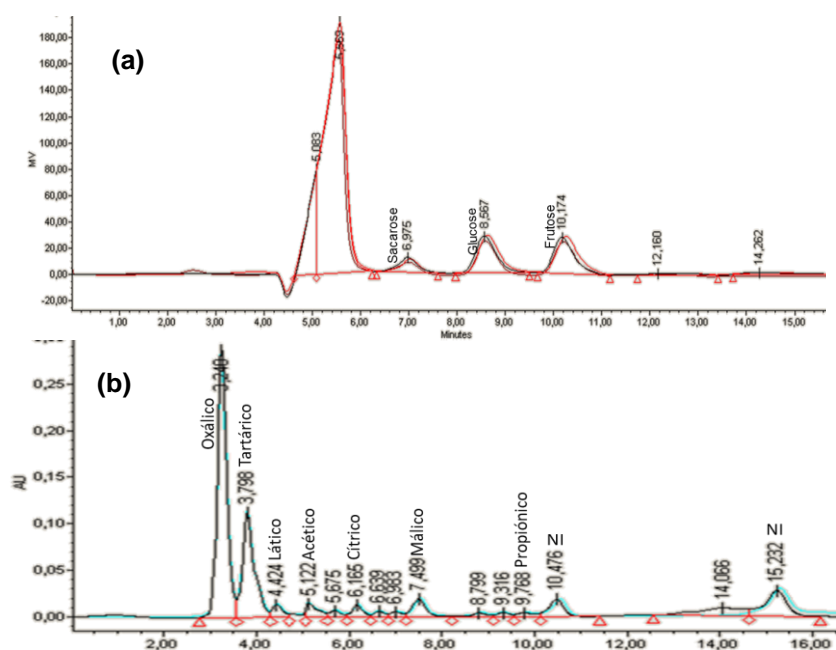 (a)
MV
180,00
160,00
140,00
120,00
100,00
80,00
60,00
40,00
20,00
0,00
-20,00
5,083
Sacarose
6,975
Glucose
8,567
Frutose
10,174
12,160
14,262
1,00 2,00 3,00 4,00 5,00 6,00 7,00 8,00 9,00 10,00 11,00 12,00 13,00 14,00 15,00
Minutes
(b)
AU
0,25
0,20
0,15
0,10
0,05
0,00
Oxálico
3,240
Tartárico
3,798
Lático
4,424
Acético
5,122
5,675
Cítrico
6,165
6,639
6,983
Málico
7,499
8,799
9,316
Propiónico
9,768
NI
10,476
14,066
NI
15,232
2,00 4,00 6,00 8,00 10,00 12,00 14,00 16,00